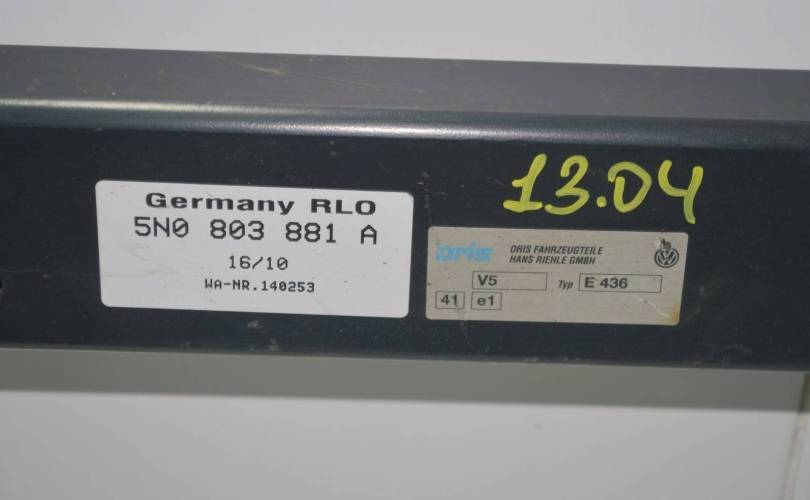 13.04
Germany RLO
5N0 803 881 A
16/10
WA-NR.140253
oris
ORIS FAHRZEUGTEILE
HANS RIEHLE GMBH
V5 Typ E 436
41 e1